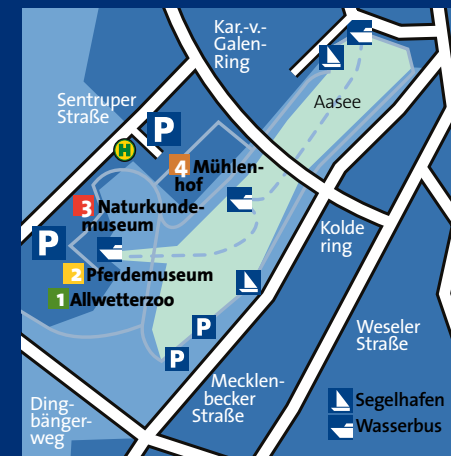 Kar.-v.-
Galen-
Ring
Aasee
Sentruper
Straße
P
H
4 Mühlen-
hof
3 Naturkunde-
museum
P
2 Pferdemuseum
1 Allwetterzoo
Kolde
ring
P
P
Weseler
Straße
Mecklen-
becker
Straße
Ding-
bänger-
weg
Segelhafen
Wasserbus